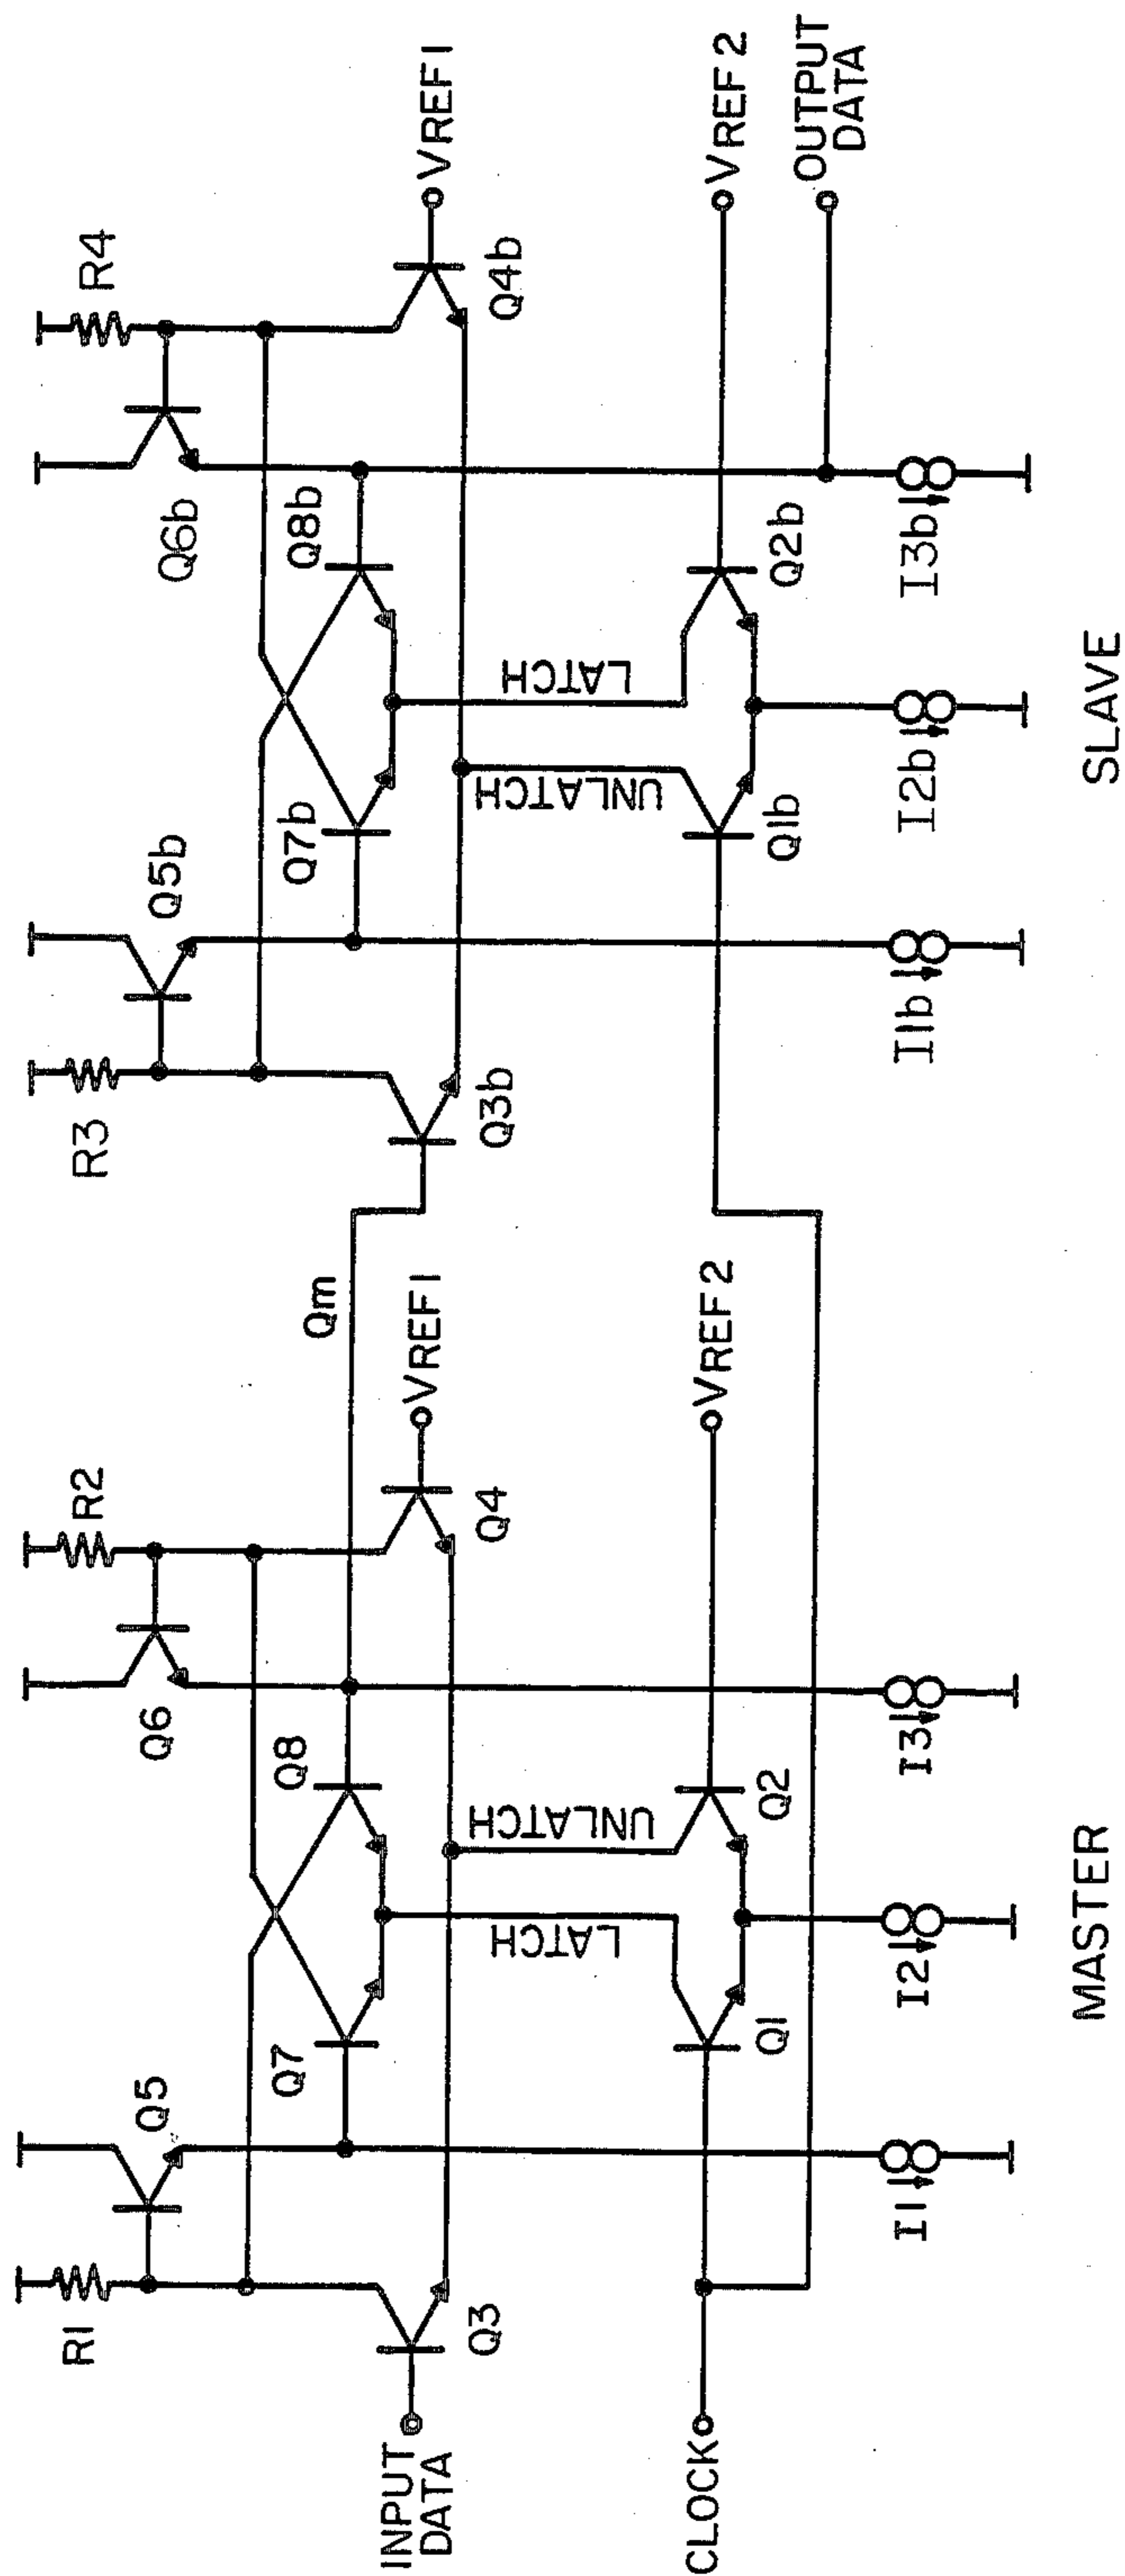 R1
Q5
R2
Q6
R3
Q5b
R4
Q6b
Q7
Q8
Qm
Q7b
Q8b
INPUT
DATA
Q3
Q4
VREF1
Q3b
Q4b
VREF1
LATCH
UNLATCH
UNLATCH
LATCH
CLOCK
Q1
Q2
VREF2
Q1b
Q2b
VREF2
OUTPUT
DATA
I1
I2
I3
I1b
I2b
I3b
MASTER
SLAVE